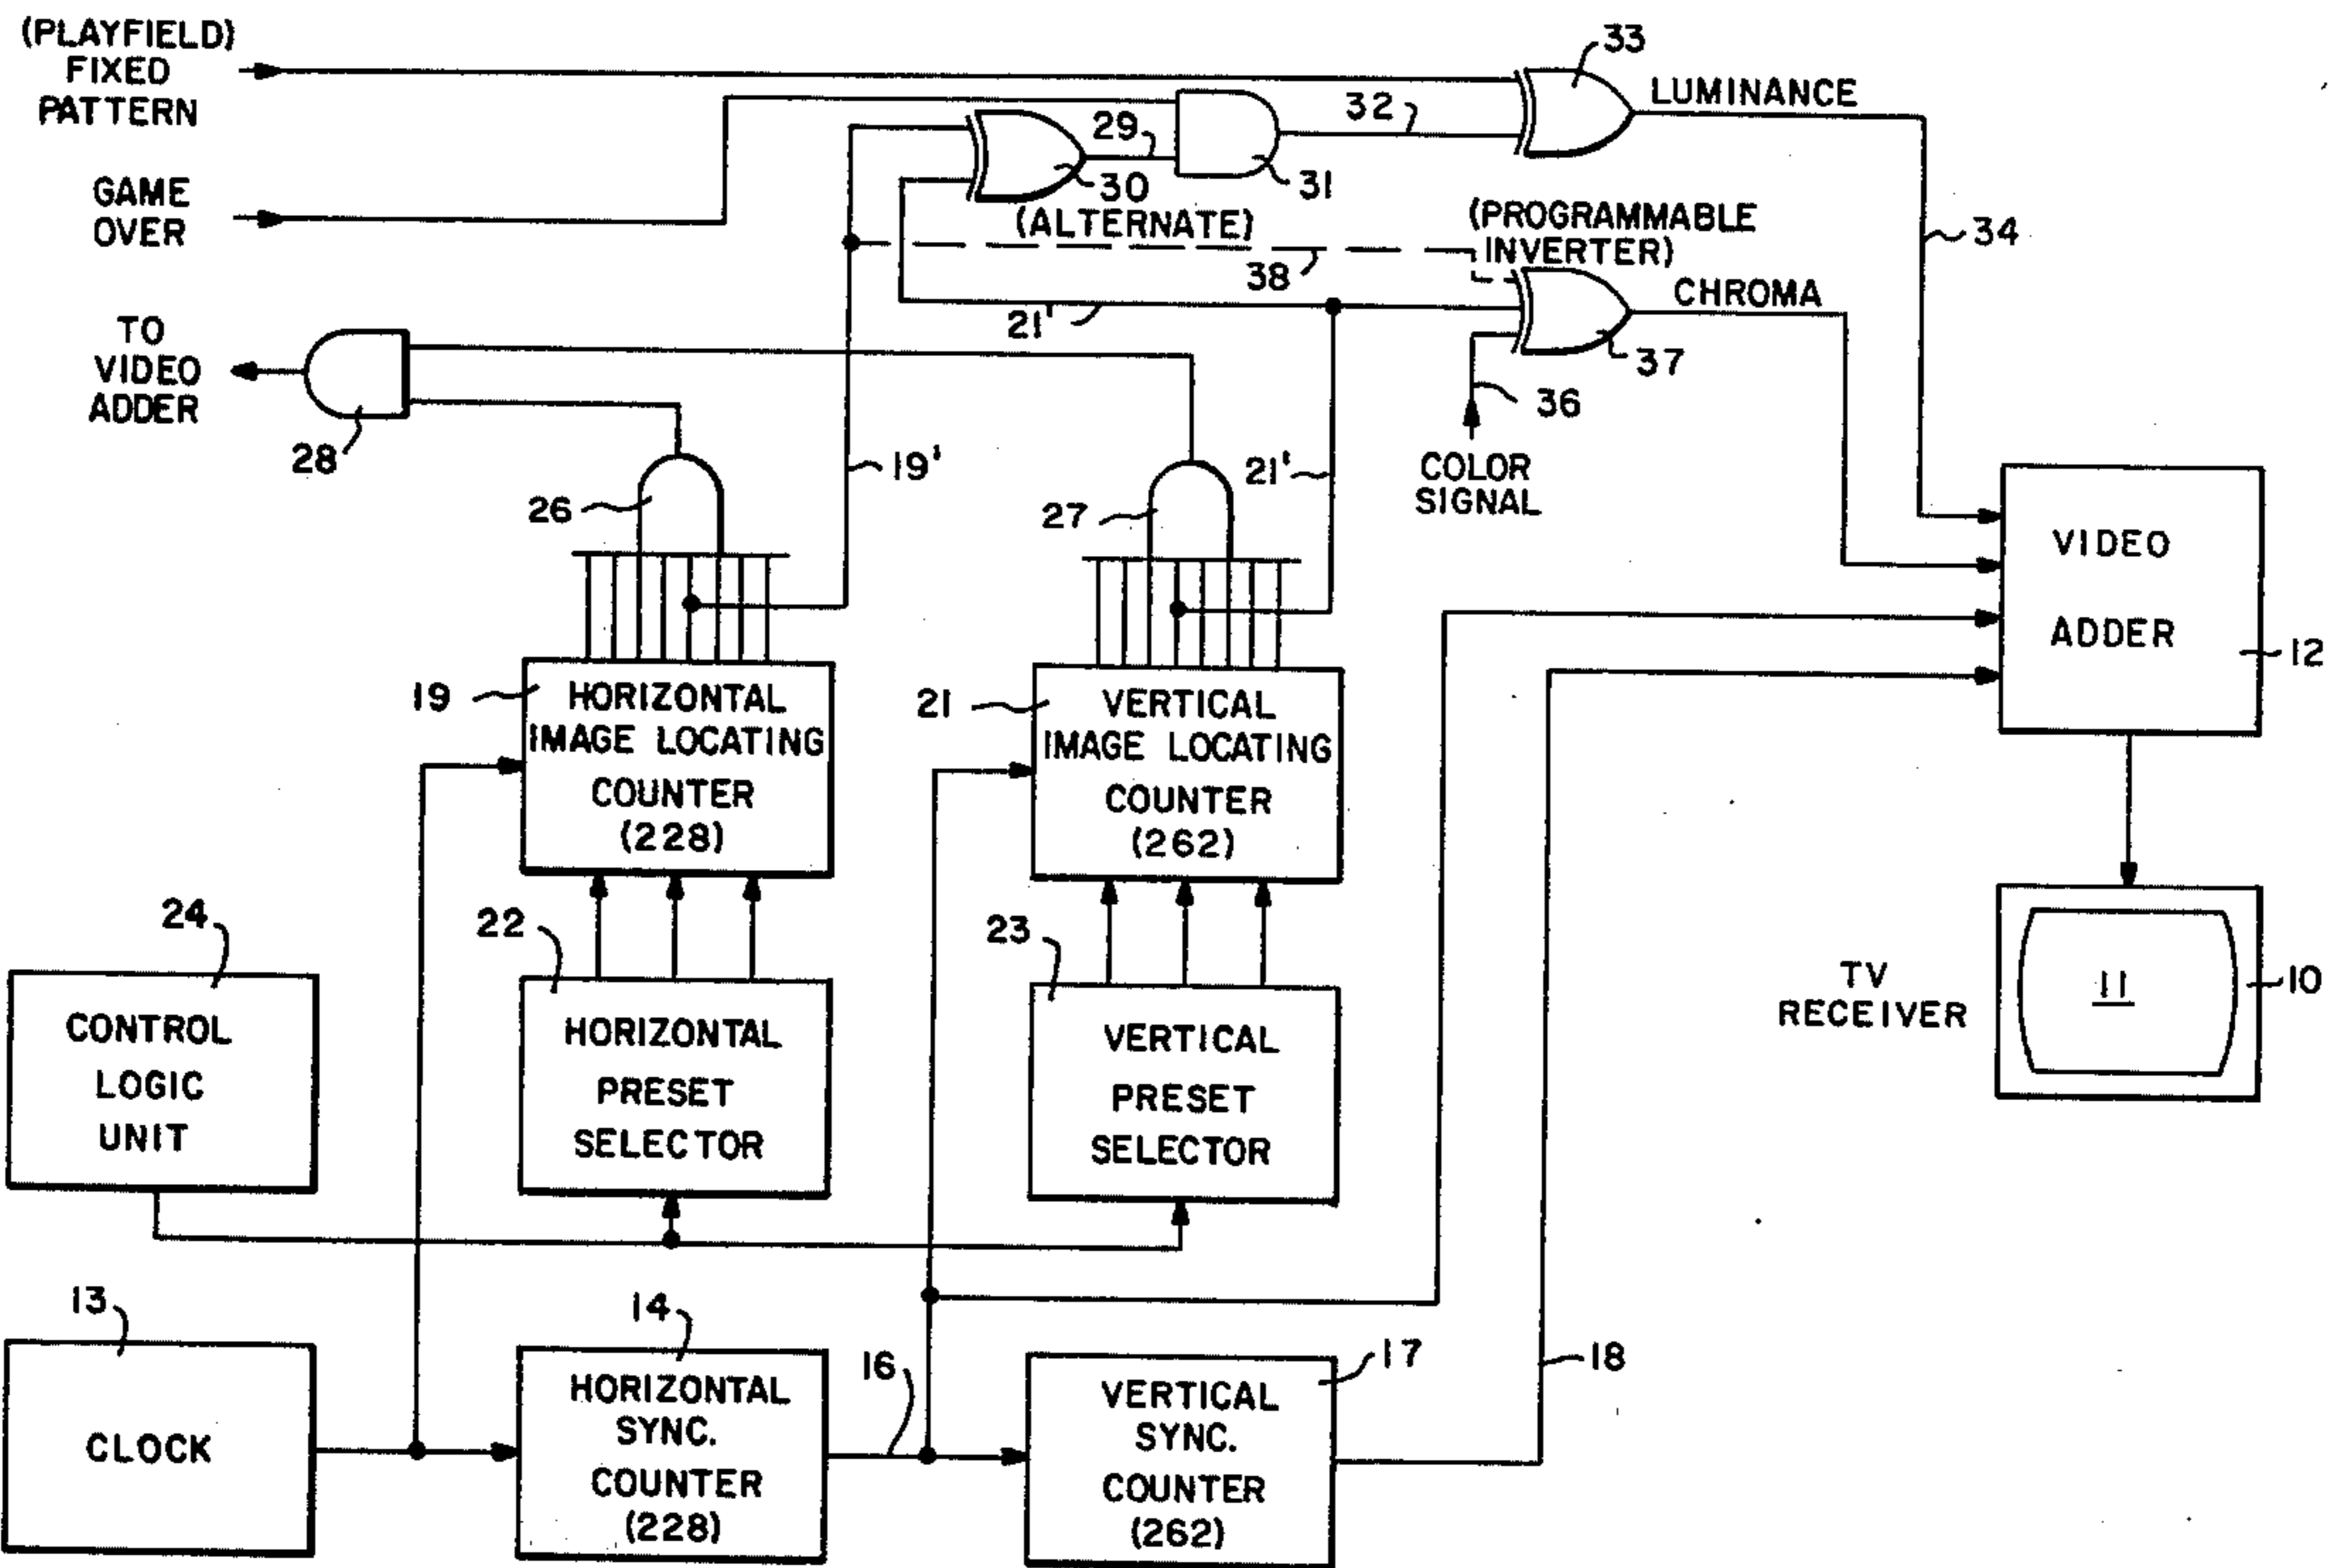 (PLAYFIELD)
FIXED
PATTERN
33
LUMINANCE
32
29
30
31
GAME
OVER
(ALTERNATE)
38
(PROGRAMMABLE
INVERTER)
34
CHROMA
21'
37
36
COLOR
SIGNAL
TO
VIDEO
ADDER
28
26
19'
27
21'
VIDEO
ADDER
12
19
HORIZONTAL
IMAGE LOCATING
COUNTER
(228)
21
VERTICAL
IMAGE LOCATING
COUNTER
(262)
24
CONTROL
LOGIC
UNIT
22
HORIZONTAL
PRESET
SELECTOR
23
VERTICAL
PRESET
SELECTOR
TV
RECEIVER
11
10
13
CLOCK
14
HORIZONTAL
SYNC.
COUNTER
(228)
16
17
VERTICAL
SYNC.
COUNTER
(262)
18